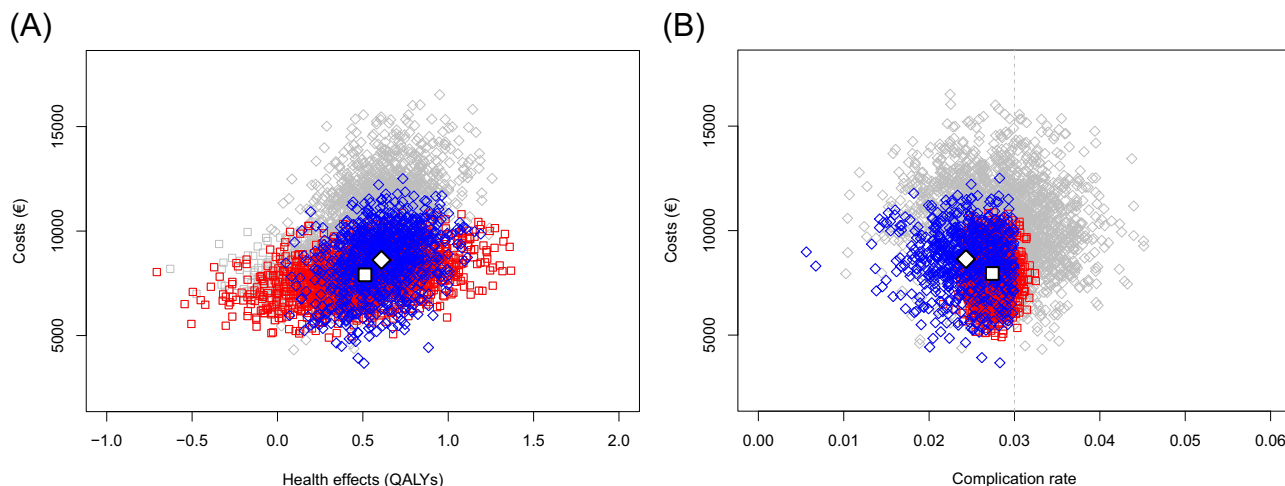 (A)
Costs (€)
15000
10000
5000
−1.0 −0.5 0.0 0.5 1.0 1.5 2.0
Health effects (QALYs)
(B)
Costs (€)
15000
10000
5000
0.00 0.01 0.02 0.03 0.04 0.05 0.06
Complication rate